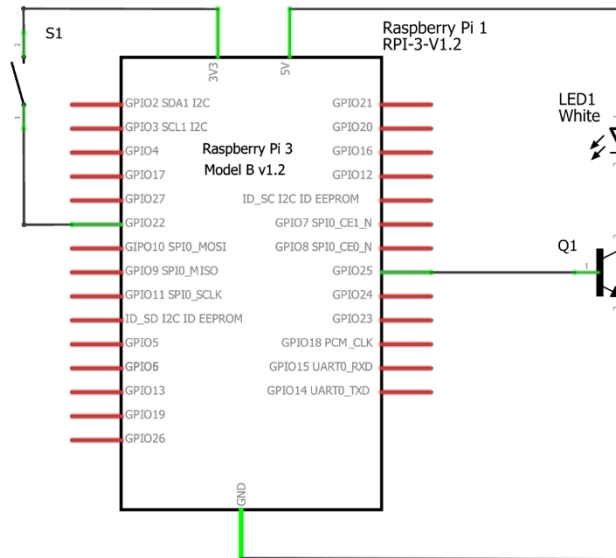 S1
2
1
3V3
5V
Raspberry Pi 1
RPI-3-V1.2
Raspberry Pi 3
Model B v1.2
GPIO2 SDA1 I2C
GPIO3 SCL1 I2C
GPIO4
GPIO17
GPIO27
GPIO22
GIPO10 SPI0_MOSI
GPIO9 SPI0_MISO
GPIO11 SPI0_SCLK
ID_SD I2C ID EEPROM
GPIO5
GPIO6
GPIO13
GPIO19
GPIO26
GPIO21
GPIO20
GPIO16
GPIO12
ID_SC I2C ID EEPROM
GPIO7 SPI0_CE1_N
GPIO8 SPI0_CE0_N
GPIO25
GPIO24
GPIO23
GPIO18 PCM_CLK
GPIO15 UART0_RXD
GPIO14 UART0_TXD
GND
LED1
White
Q1
1